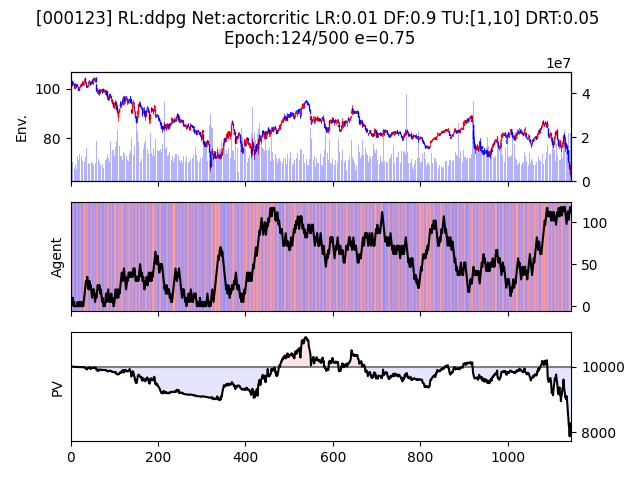 [000123] RL:ddpg Net:actorcritic LR:0.01 DF:0.9 TU:[1,10] DRT:0.05
Epoch:124/500 e=0.75
1e7
100
80
Env.
4
2
0
Agent
100
50
0
PV
10000
8000
0
200
400
600
800
1000